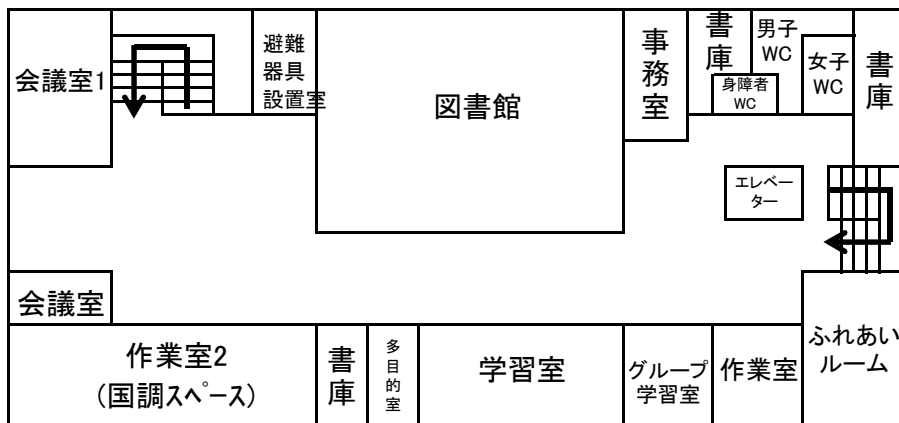 会議室1
避難
器具
設置室
図書館
事務室
書庫
男子
WC
身障者
WC
女子
WC
書庫
エレベー
ター
会議室
作業室2
(国調スペース)
書庫
多目的室
学習室
グループ
学習室
作業室
ふれあい
ルーム